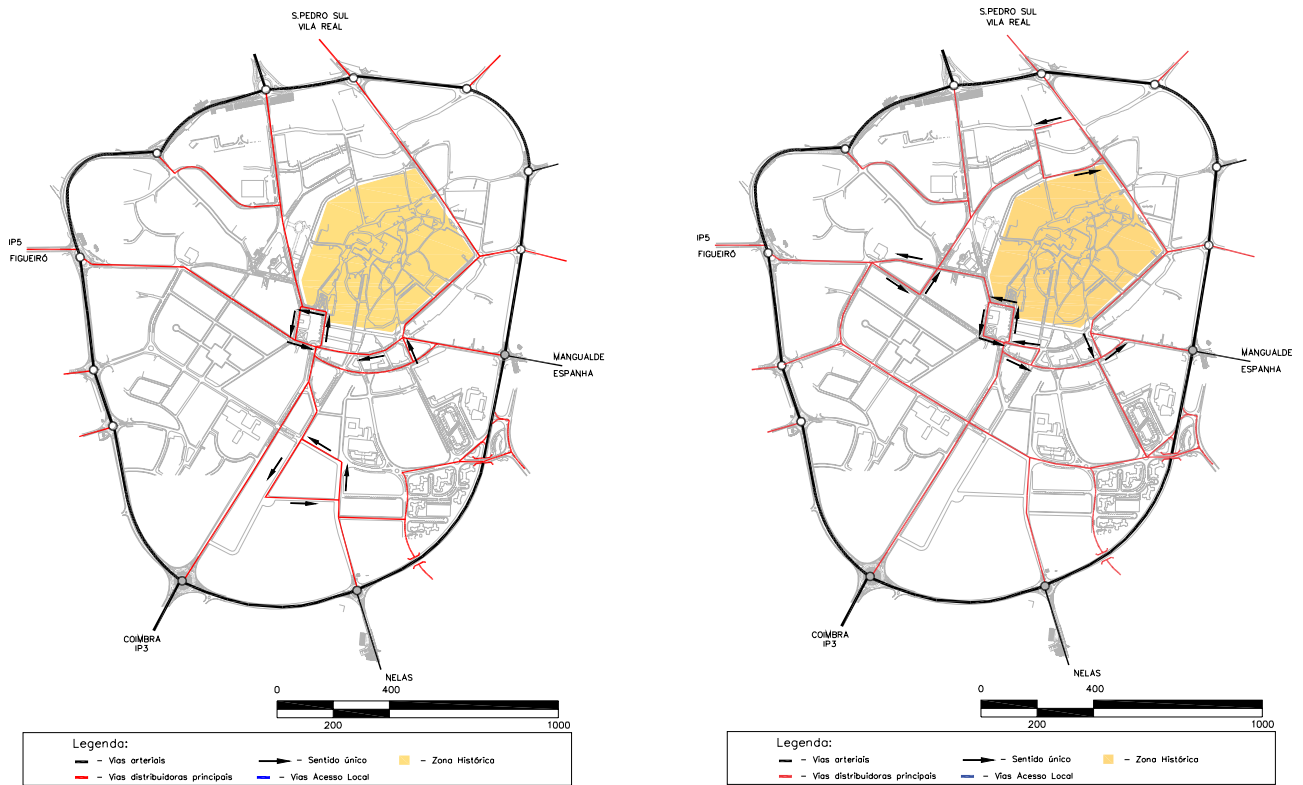 S.PEDRO SUL
VILA REAL
IP5
FIGUEIRÓ
MANGUALDE
ESPANHA
COIMBRA
IP3
NELAS
0
400
200
1000
Legenda:
- Vias arteriais
- Sentido único
- Zona Histórica
- Vias distribuidoras principais
- Vias Acesso Local
S.PEDRO SUL
VILA REAL
IP5
FIGUEIRÓ
MANGUALDE
ESPANHA
COIMBRA
IP3
NELAS
0
400
200
1000
Legenda:
- Vias arteriais
- Sentido único
- Zona Histórica
- Vias distribuidoras principais
- Vias Acesso Local